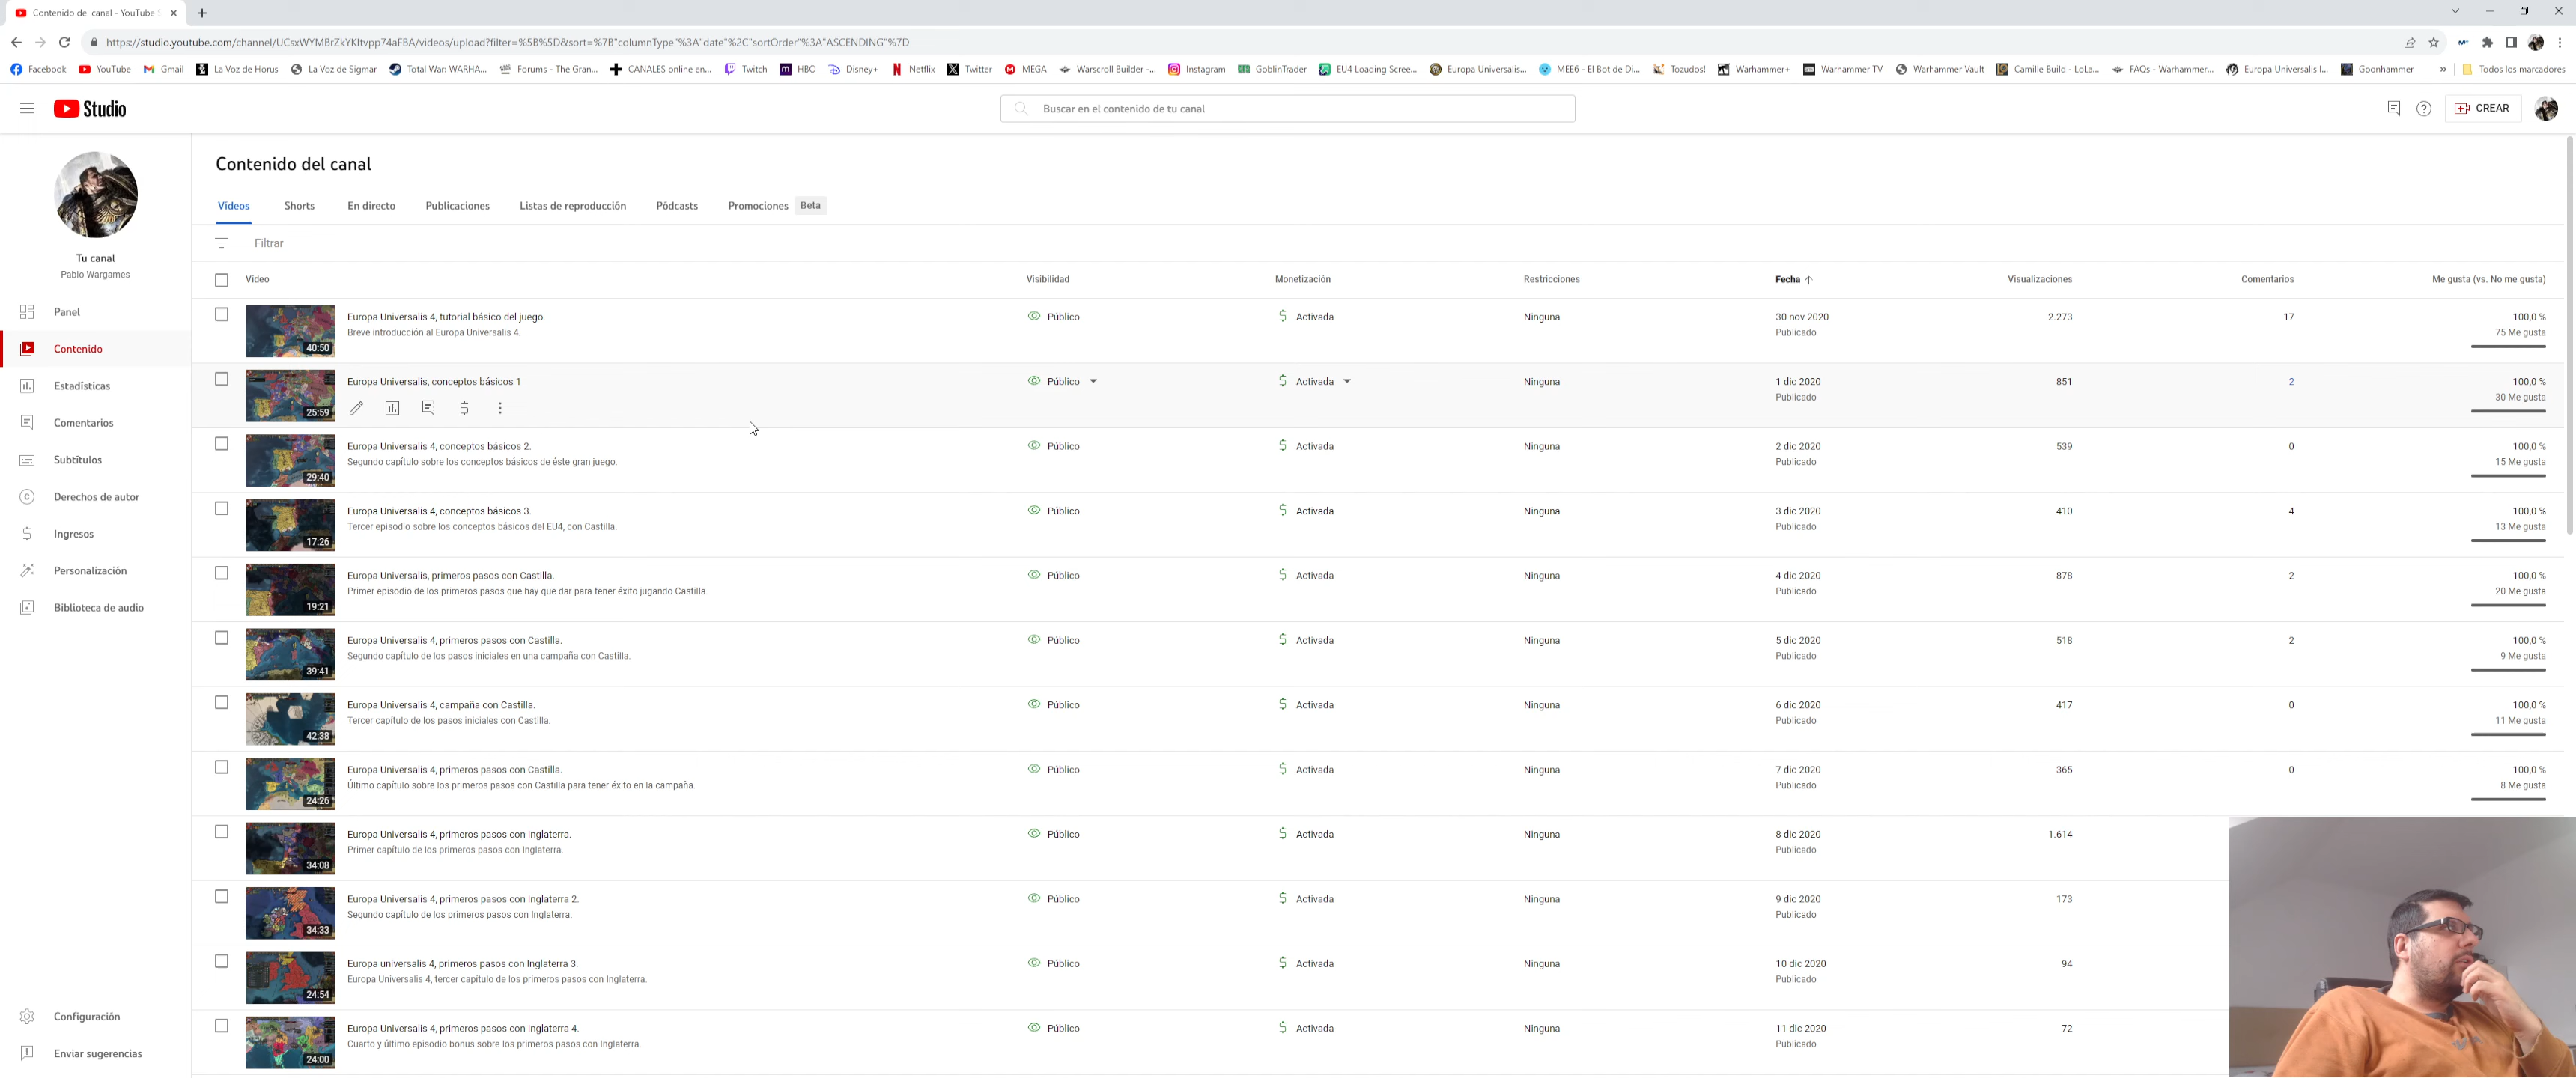 Contenido del canal - YouTube S
https://studio.youtube.com/channel/UCsxWYMBrZkYKltvpp74aFBA/videos/upload?filter=%5B%5D&sort=%7B"columnType"%3A"date"%2C"sortOrder"%3A"ASCENDING"%7D
Facebook YouTube Gmail La Voz de Horus La Voz de Sigmar Total War: WARHA... Forums - The Gran... CANALES online en... Twitch HBO Disney+ Netflix Twitter MEGA Warscroll Builder -... Instagram GoblinTrader EU4 Loading Scree... Europa Universalis... MEE6 - El Bot de Di... Tozudos! Warhammer+ Warhammer TV Warhammer Vault Camille Build - LoLa... FAQs - Warhammer... Europa Universalis I... Goonhammer » Todos los marcadores
Studio
Buscar en el contenido de tu canal
CREAR
Tu canal
Pablo Wargames
Panel
Contenido
Estadísticas
Comentarios
Subtítulos
Derechos de autor
Ingresos
Personalización
Biblioteca de audio
Configuración
Enviar sugerencias
Contenido del canal
Vídeos Shorts En directo Publicaciones Listas de reproducción Pódcasts Promociones Beta
Filtrar
Vídeo Visibilidad Monetización Restricciones Fecha Visualizaciones Comentarios Me gusta (vs. No me gusta)
Europa Universalis 4, tutorial básico del juego. Público Activada Ninguna 30 nov 2020 2.273 17 100,0 %
Breve introducción al Europa Universalis 4. Publicado 75 Me gusta
40:50
Europa Universalis, conceptos básicos 1 Público Activada Ninguna 1 dic 2020 851 2 100,0 %
Publicado 30 Me gusta
25:59
Europa Universalis 4, conceptos básicos 2. Público Activada Ninguna 2 dic 2020 539 0 100,0 %
Segundo capítulo sobre los conceptos básicos de éste gran juego. Publicado 15 Me gusta
29:40
Europa Universalis 4, conceptos básicos 3. Público Activada Ninguna 3 dic 2020 410 4 100,0 %
Tercer episodio sobre los conceptos básicos del EU4, con Castilla. Publicado 13 Me gusta
17:26
Europa Universalis, primeros pasos con Castilla. Público Activada Ninguna 4 dic 2020 878 2 100,0 %
Primer episodio de los primeros pasos que hay que dar para tener éxito jugando Castilla. Publicado 20 Me gusta
19:21
Europa Universalis 4, primeros pasos con Castilla. Público Activada Ninguna 5 dic 2020 518 2 100,0 %
Segundo capítulo de los pasos iniciales en una campaña con Castilla. Publicado 9 Me gusta
39:41
Europa Universalis 4, campaña con Castilla. Público Activada Ninguna 6 dic 2020 417 0 100,0 %
Tercer capítulo de los pasos iniciales con Castilla. Publicado 11 Me gusta
42:38
Europa Universalis 4, primeros pasos con Castilla. Público Activada Ninguna 7 dic 2020 365 0 100,0 %
Último capítulo sobre los primeros pasos con Castilla para tener éxito en la campaña. Publicado 8 Me gusta
24:26
Europa Universalis 4, primeros pasos con Inglaterra. Público Activada Ninguna 8 dic 2020 1.614
Primer capítulo de los primeros pasos con Inglaterra. Publicado
34:08
Europa Universalis 4, primeros pasos con Inglaterra 2. Público Activada Ninguna 9 dic 2020 173
Segundo capítulo de los primeros pasos con Inglaterra. Publicado
34:33
Europa universalis 4, primeros pasos con Inglaterra 3. Público Activada Ninguna 10 dic 2020 94
Europa Universalis 4, tercer capítulo de los primeros pasos con Inglaterra. Publicado
24:54
Europa Universalis 4, primeros pasos con Inglaterra 4. Público Activada Ninguna 11 dic 2020 72
Cuarto y último episodio bonus sobre los primeros pasos con Inglaterra. Publicado
24:00